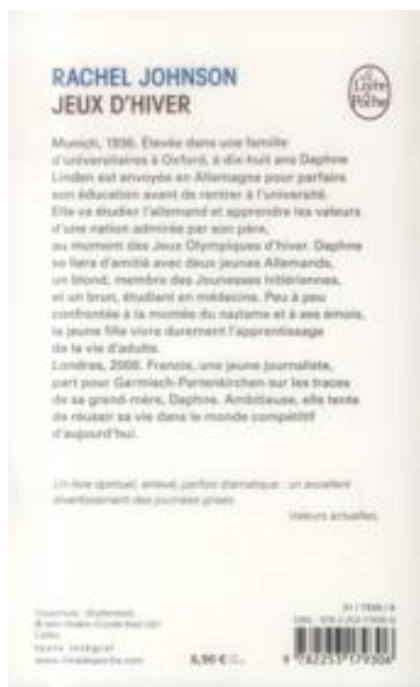 RACHEL JOHNSON
JEUX D'HIVER
Le Livre de Poche
Munich, 1936. Élevée dans une famille
d'universitaires à Oxford, à dix-huit ans Daphne
Linden est envoyée en Allemagne pour parfaire
son éducation avant de rentrer à l'université.
Elle va étudier l'allemand et apprendre les valeurs
d'une nation admirée par son père,
au moment des Jeux Olympiques d'hiver. Daphne
se liera d'amitié avec deux jeunes Allemands,
un blond, membre des Jeunesses hitlériennes,
et un brun, étudiant en médecine. Peu à peu
confrontée à la montée du nazisme et à ses émois,
la jeune fille vivra durement l'apprentissage
de la vie d'adulte.
Londres, 2006. Francie, une jeune journaliste,
part pour Garmisch-Partenkirchen sur les traces
de sa grand-mère, Daphne. Ambitieuse, elle tente
de réussir sa vie dans le monde compétitif
d'aujourd'hui.
Un livre spirituel, enlevé, parfois dramatique : un excellent
divertissement des journées grises.
Valeurs actuelles.
31 / 7930 / 6
Couverture :
texte intégral
www.livredepoche.com
6,90 €
9 782253 179306